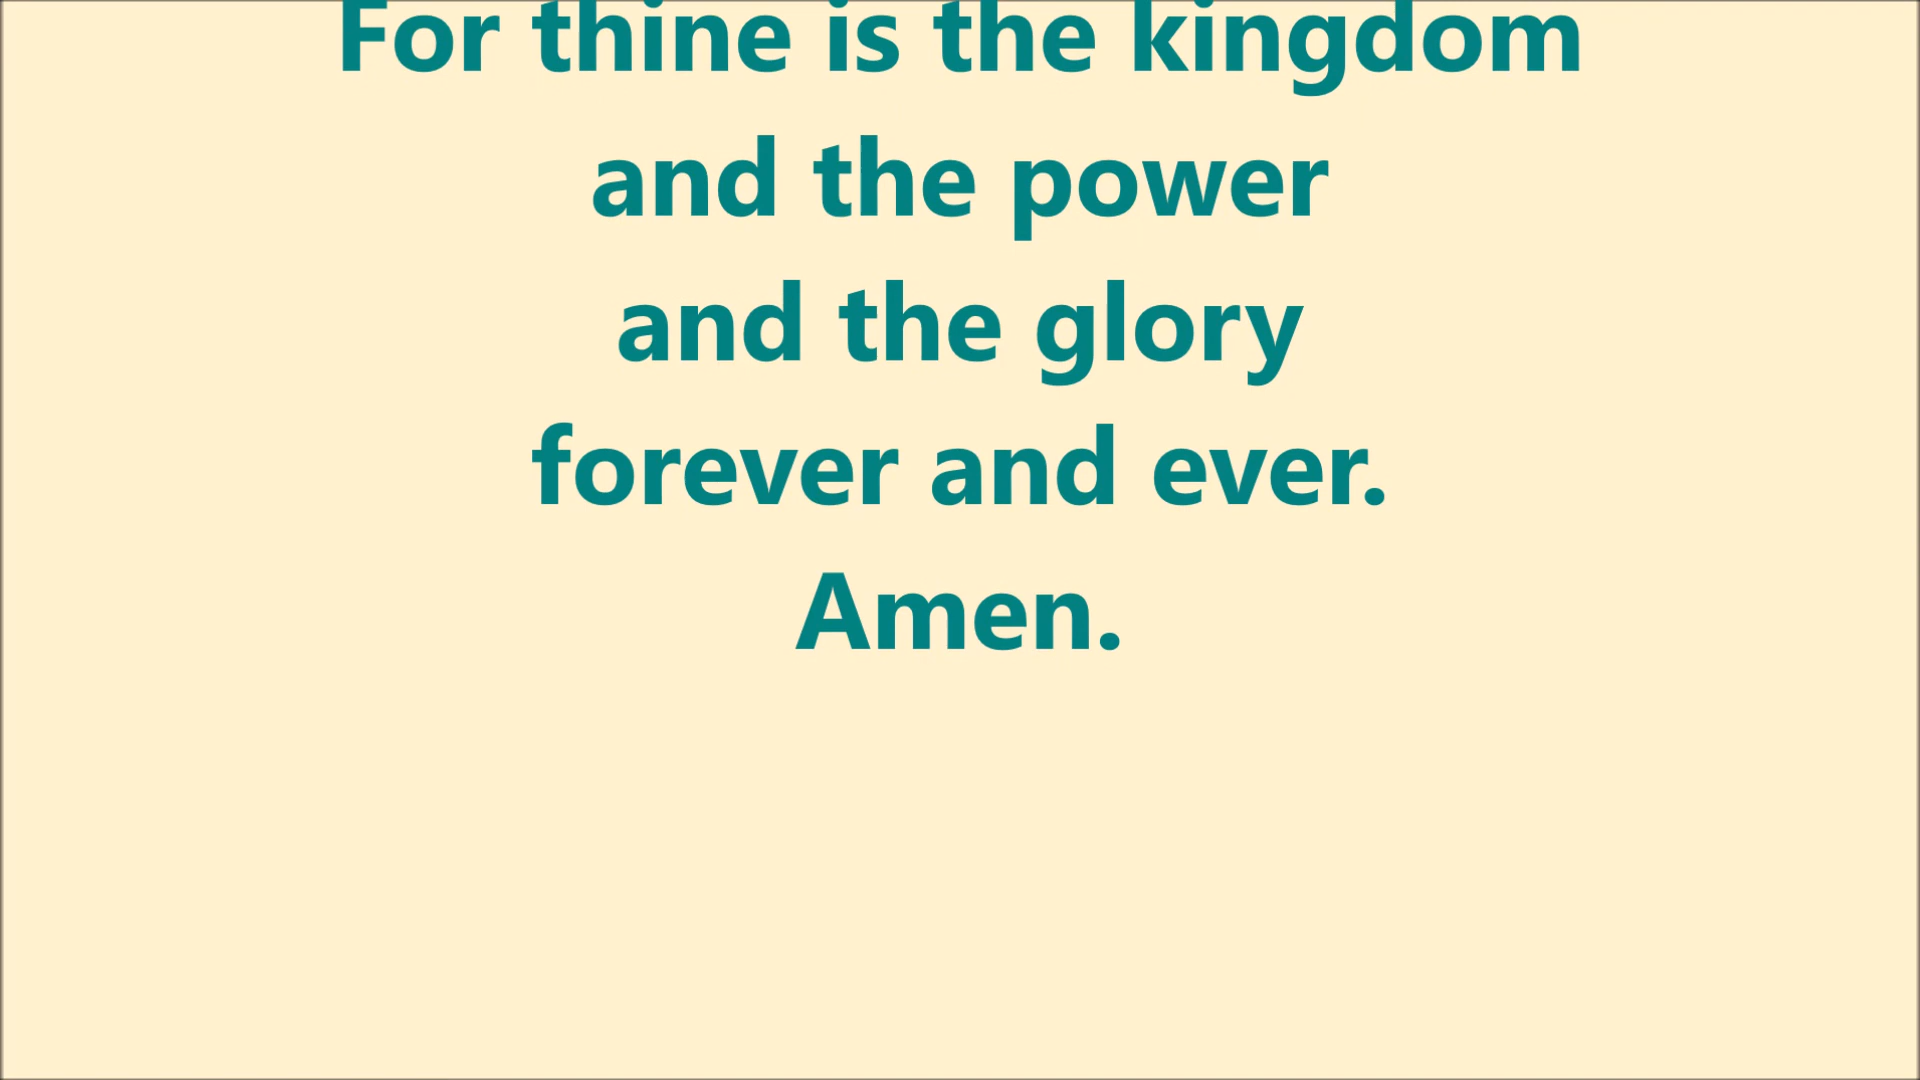 For thine is the kingdom
and the power
and the glory
forever and ever.
Amen.